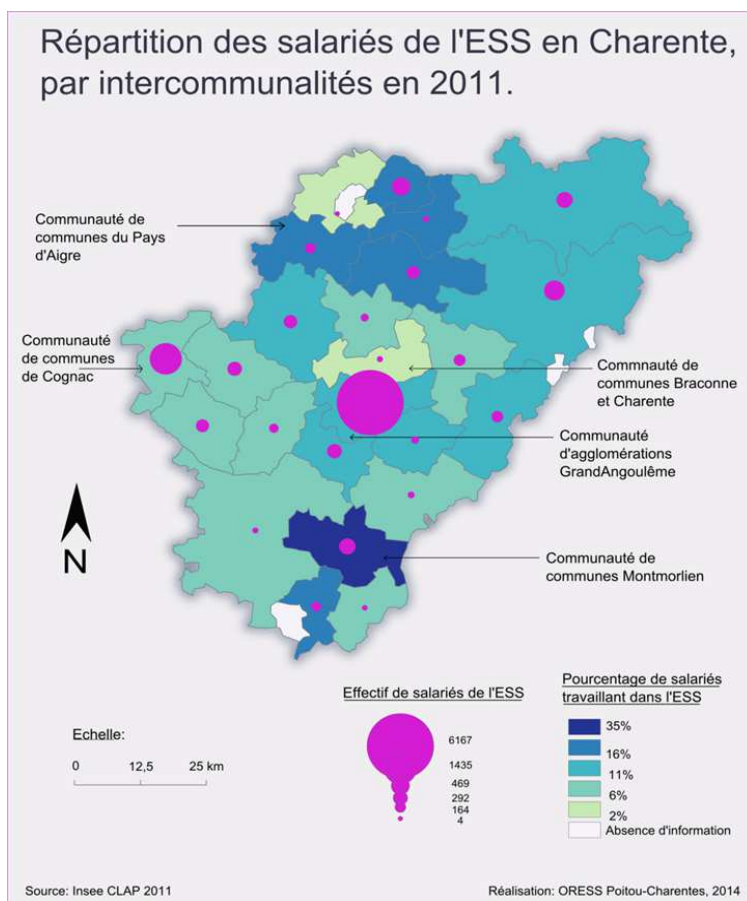 Répartition des salariés de l'ESS en Charente,
par intercommunalités en 2011.
Communauté de
communes du Pays
d'Aigre
Communauté
de communes
de Cognac
Commnauté de
communes Braconne
et Charente
Communauté
d'agglomérations
GrandAngoulême
N
Communauté de
communes Montmorlien
Echelle:
0 12,5 25 km
Effectif de salariés de l'ESS
6167
1435
469
292
164
4
Pourcentage de salariés
travaillant dans l'ESS
35%
16%
11%
6%
2%
Absence d'information
Source: Insee CLAP 2011
Réalisation: ORESS Poitou-Charentes, 2014